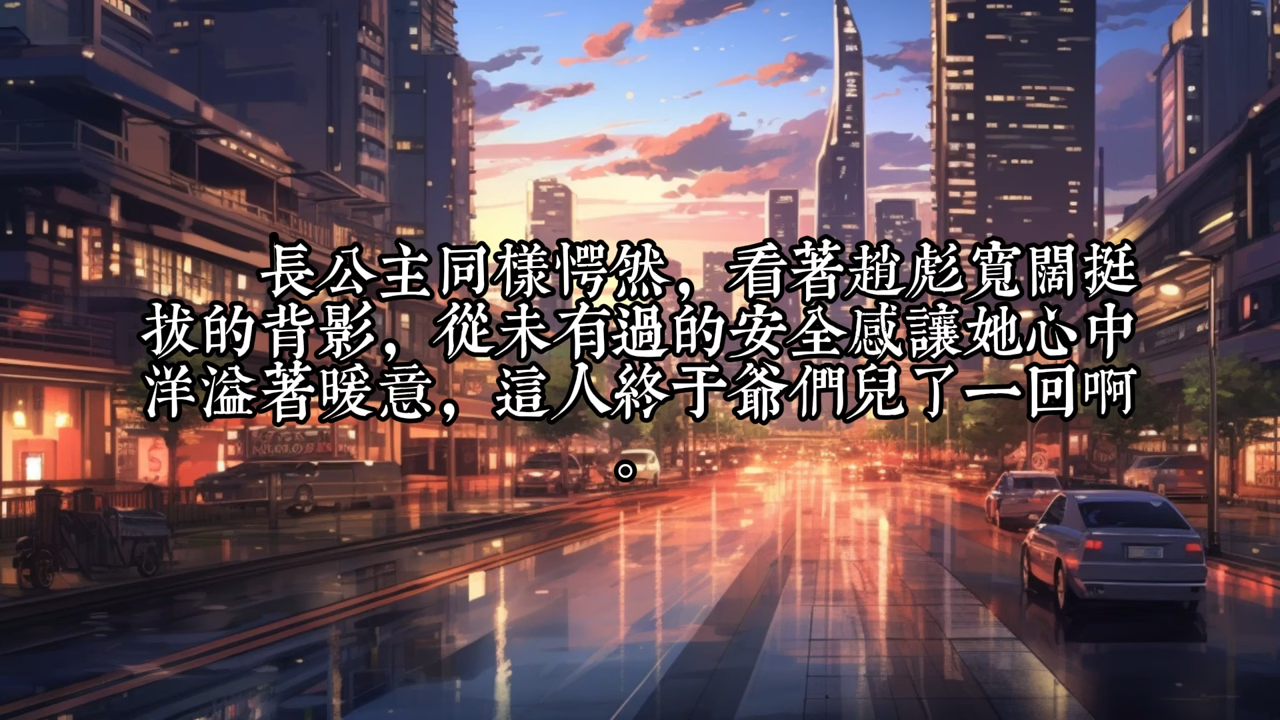 長公主同樣愕然，看著趙彪寬闊挺
拔的背影，從未有過的安全感讓她心中
洋溢著暖意，這人終于爺們兒了一回啊
。